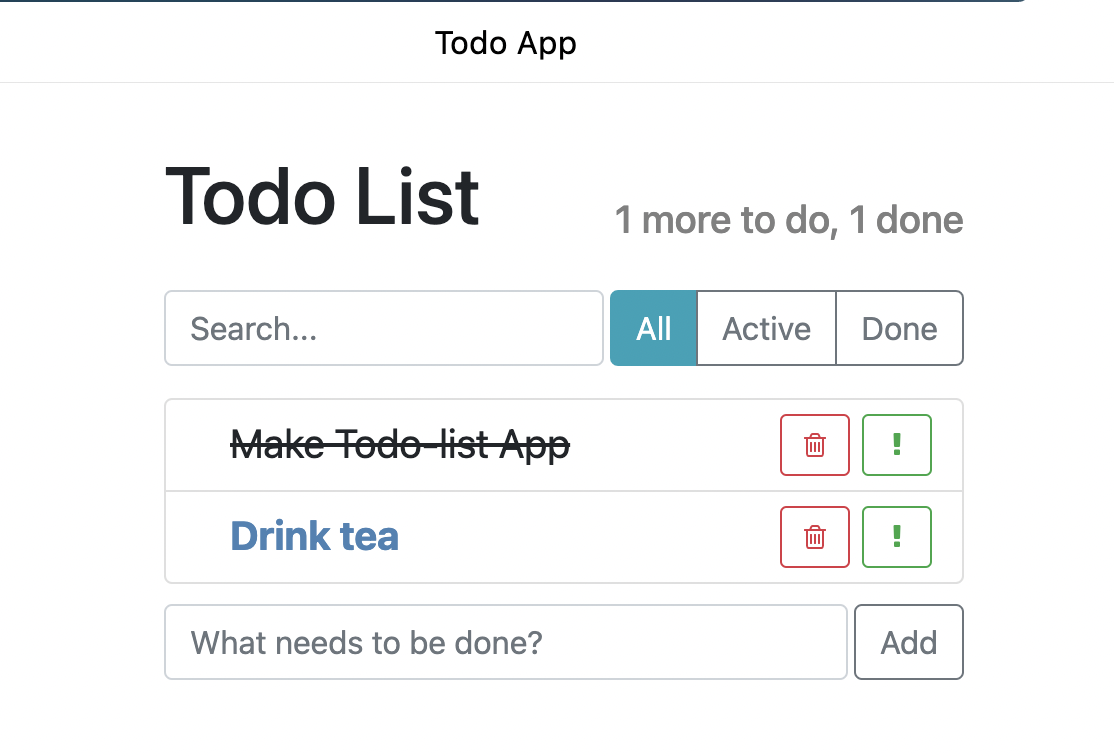 Todo App
Todo List
1 more to do, 1 done
Search...
All
Active
Done
Make Todo-list App
!
Drink tea
!
What needs to be done?
Add